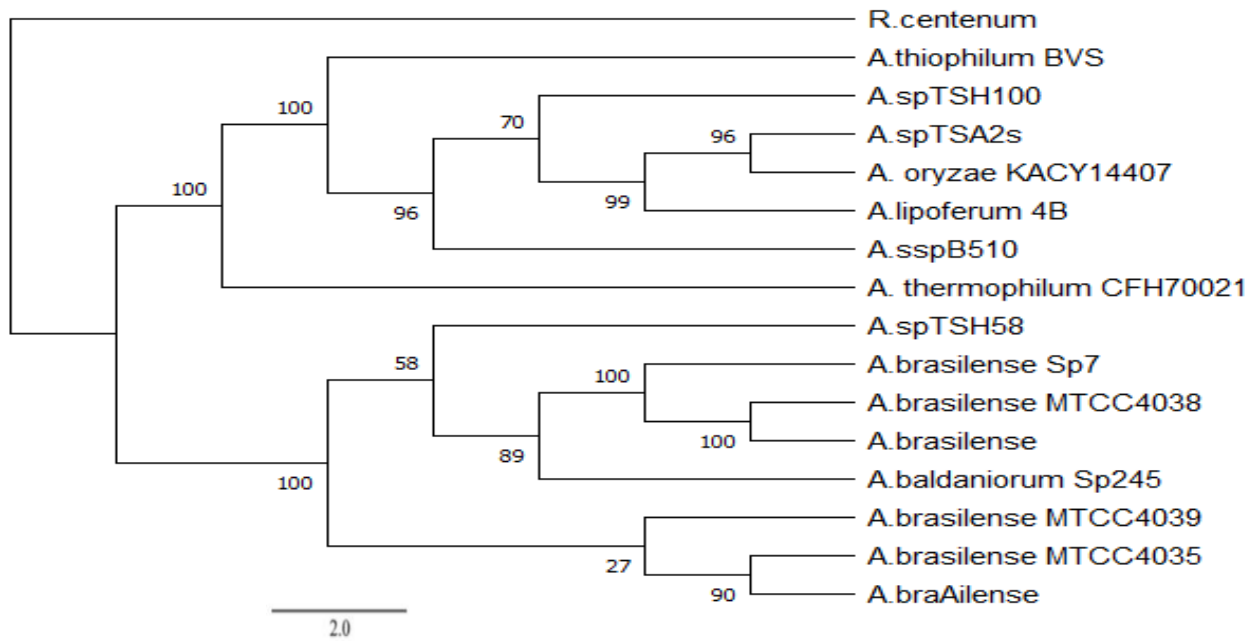 R.centenum
A.thiophilum BVS
100
A.spTSH100
70
A.spTSA2s
96
A. oryzae KACY14407
100
99
A.lipoferum 4B
96
A.sspB510
A. thermophilum CFH70021
A.spTSH58
58
A.brasilense Sp7
100
A.brasilense MTCC4038
A.brasilense
100
89
A.baldaniorum Sp245
100
A.brasilense MTCC4039
A.brasilense MTCC4035
27
A.braAilense
90
2.0